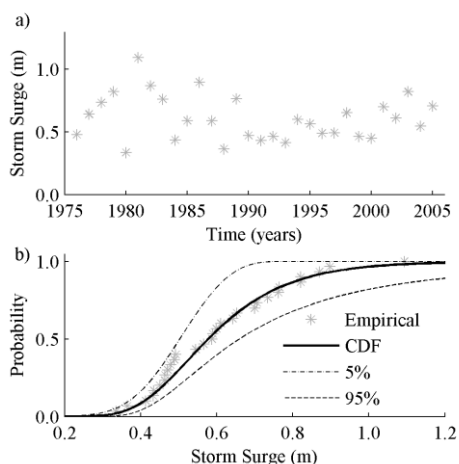 a)
Storm Surge (m)
1.0
0.5
0.0
1975 1980 1985 1990 1995 2000 2005
Time (years)
b)
Probability
1.0
0.5
0.0
Empirical
CDF
5%
95%
0.2 0.4 0.6 0.8 1.0 1.2
Storm Surge (m)